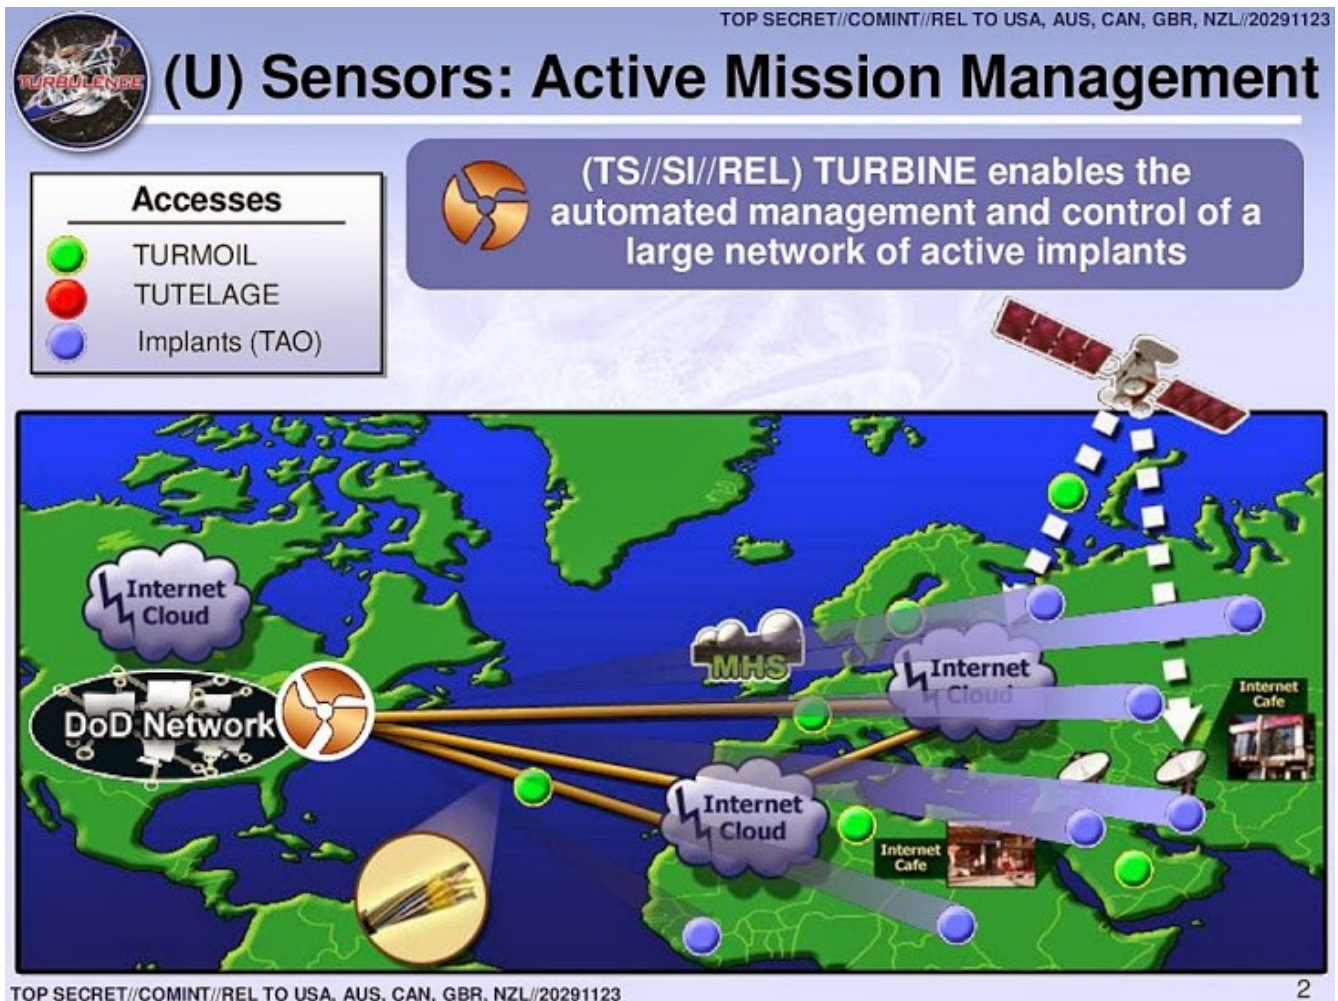 TOP SECRET//COMINT//REL TO USA, AUS, CAN, GBR, NZL//20291123
TURBULENCE
(U) Sensors: Active Mission Management
Accesses
TURMOIL
TUTELAGE
Implants (TAO)
(TS//SI//REL) TURBINE enables the
automated management and control of a
large network of active implants
Internet
Cloud
DoD Network
MHS
Internet
Cloud
Internet
Cafe
Internet
Cloud
Internet
Cafe
TOP SECRET//COMINT//REL TO USA, AUS, CAN, GBR, NZL//20291123
2